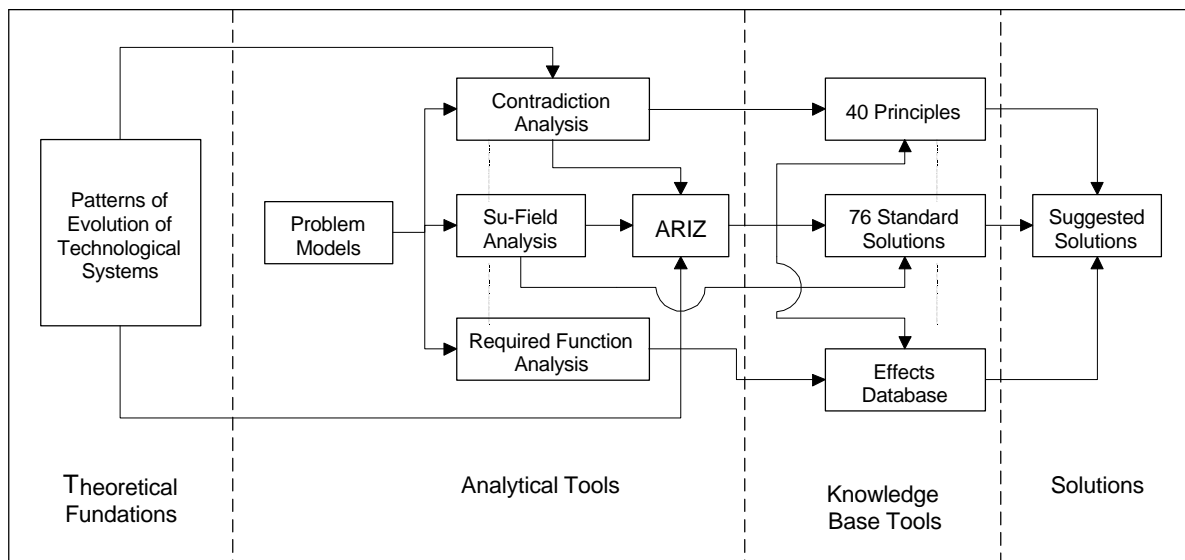 Patterns of
Evolution of
Technological
Systems
Problem
Models
Contradiction
Analysis
Su-Field
Analysis
ARIZ
Required Function
Analysis
40 Principles
76 Standard
Solutions
Effects
Database
Suggested
Solutions
Theoretical
Fundations
Analytical Tools
Knowledge
Base Tools
Solutions